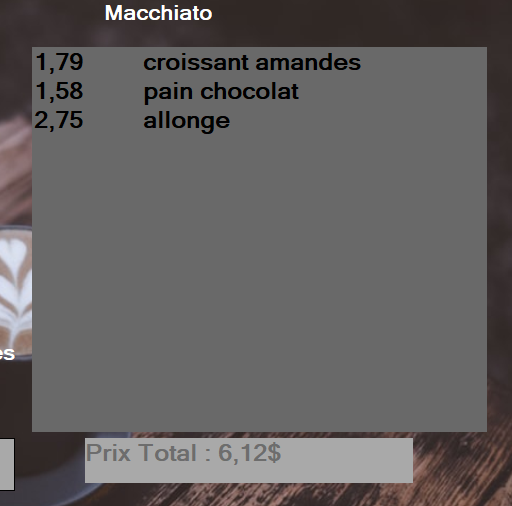 Macchiato
1,79 croissant amandes
1,58 pain chocolat
2,75 allonge
es
Prix Total : 6,12$